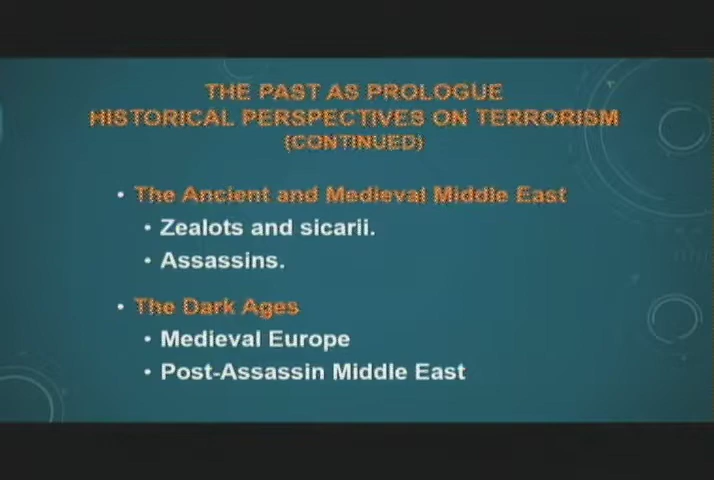 THE PAST AS PROLOGUE
HISTORICAL PERSPECTIVES ON TERRORISM
(CONTINUED)
• The Ancient and Medieval Middle East
• Zealots and sicarii.
• Assassins.
• The Dark Ages
• Medieval Europe
• Post-Assassin Middle East